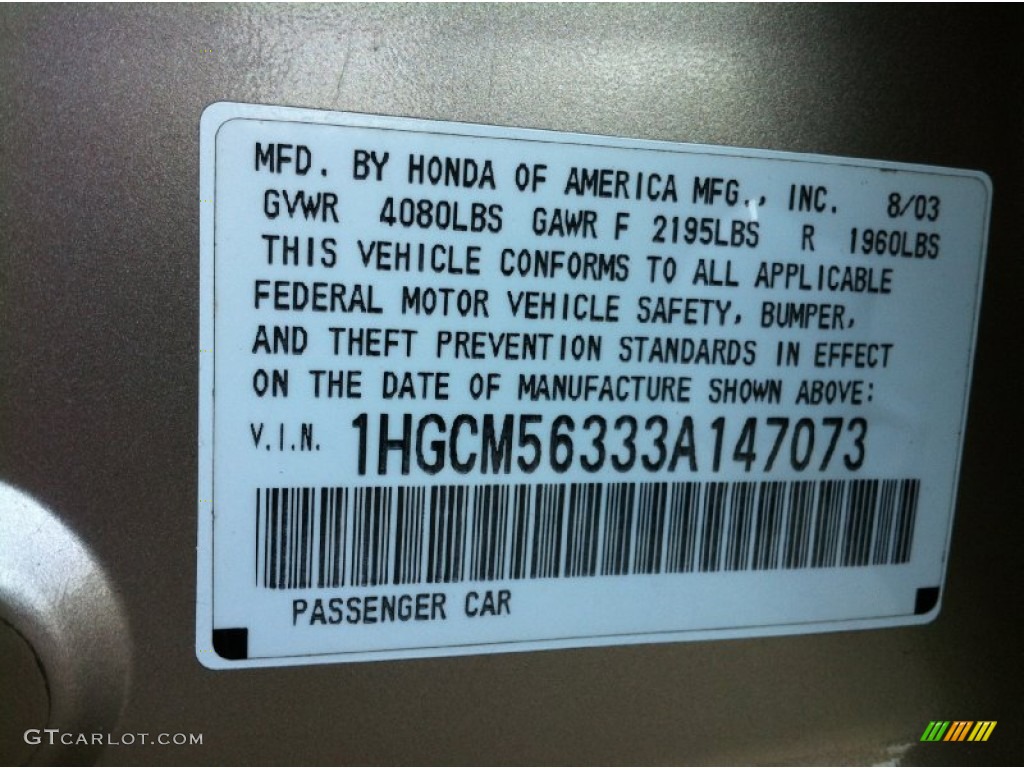 MFD. BY HONDA OF AMERICA MFG., INC. 8/03
GVWR 4080LBS GAWR F 2195LBS R 1960LBS
THIS VEHICLE CONFORMS TO ALL APPLICABLE
FEDERAL MOTOR VEHICLE SAFETY, BUMPER,
AND THEFT PREVENTION STANDARDS IN EFFECT
ON THE DATE OF MANUFACTURE SHOWN ABOVE:
V.I.N. 1HGCM56333A147073
PASSENGER CAR
GTCARLOT.COM